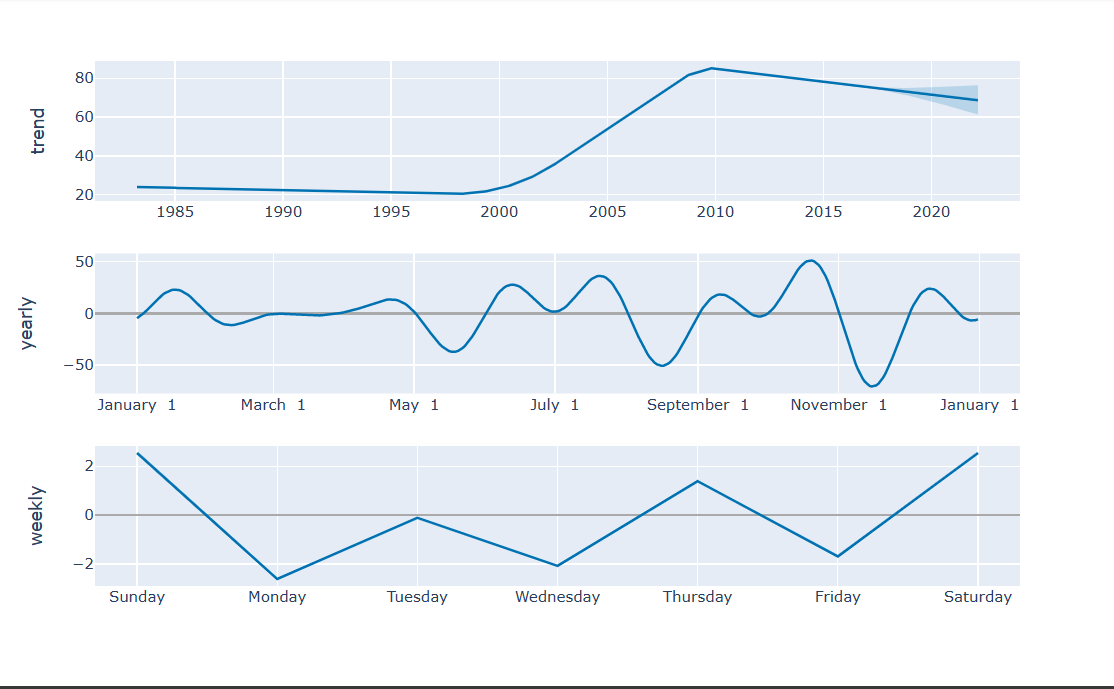 trend
80
60
40
20
1985 1990 1995 2000 2005 2010 2015 2020
yearly
50
0
−50
January 1 March 1 May 1 July 1 September 1 November 1 January 1
weekly
2
0
−2
Sunday Monday Tuesday Wednesday Thursday Friday Saturday